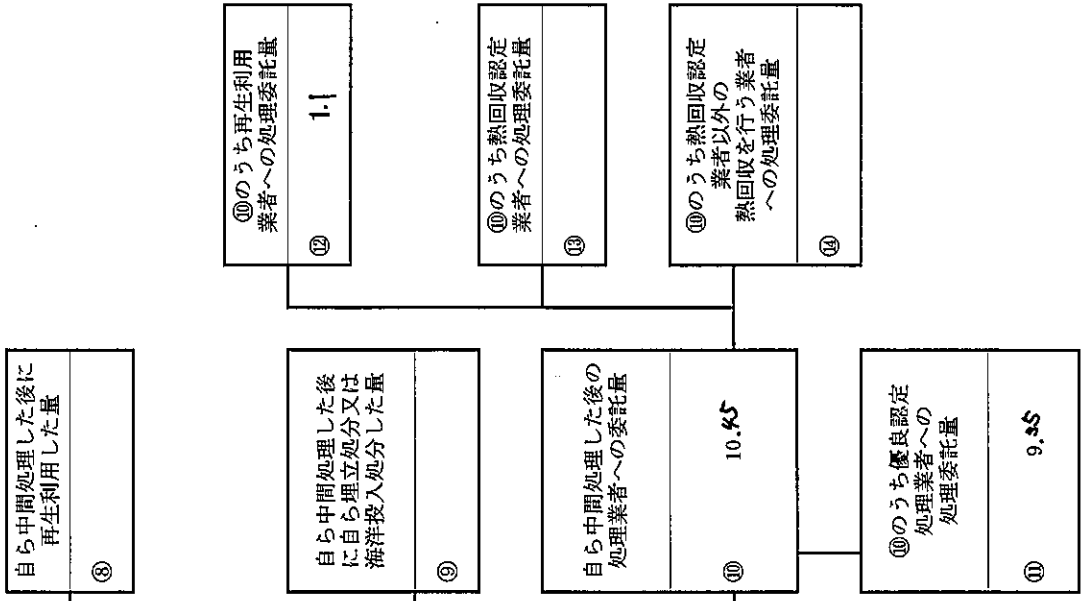 自ら中間処理した後に
再生利用した量
⑧
自ら中間処理した後
に自ら埋立処分又は
海洋投入処分した量
⑨
自ら中間処理した後の
処理業者への委託量
⑩
10.45
⑩のうち優良認定
処理業者への
処理委託量
⑪
9.35
⑩のうち再生利用
業者への処理委託量
⑫
1.1
⑩のうち熱回収認定
業者への処理委託量
⑬
⑩のうち熱回収認定
業者以外の
熱回収を行う業者
への処理委託量
⑭